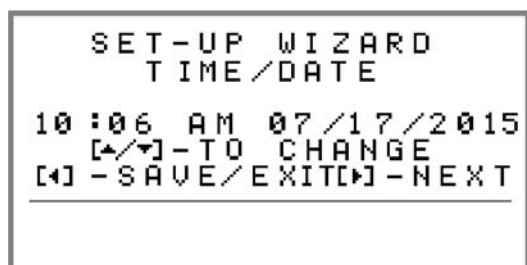 SET-UP WIZARD
TIME/DATE
10:06 AM 07/17/2015
[▲/▼]-TO CHANGE
[◀]-SAVE/EXIT[▶]-NEXT